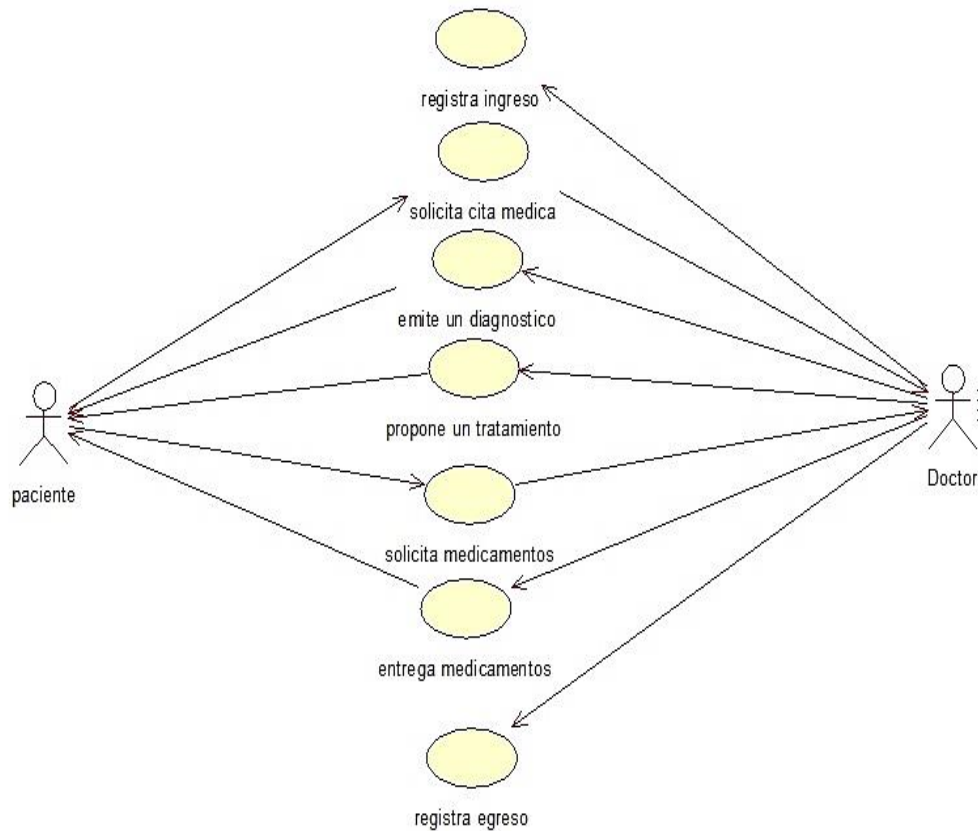 registra ingreso
solicita cita medica
emite un diagnostico
propone un tratamiento
paciente
Doctor
solicita medicamentos
entrega medicamentos
registra egreso